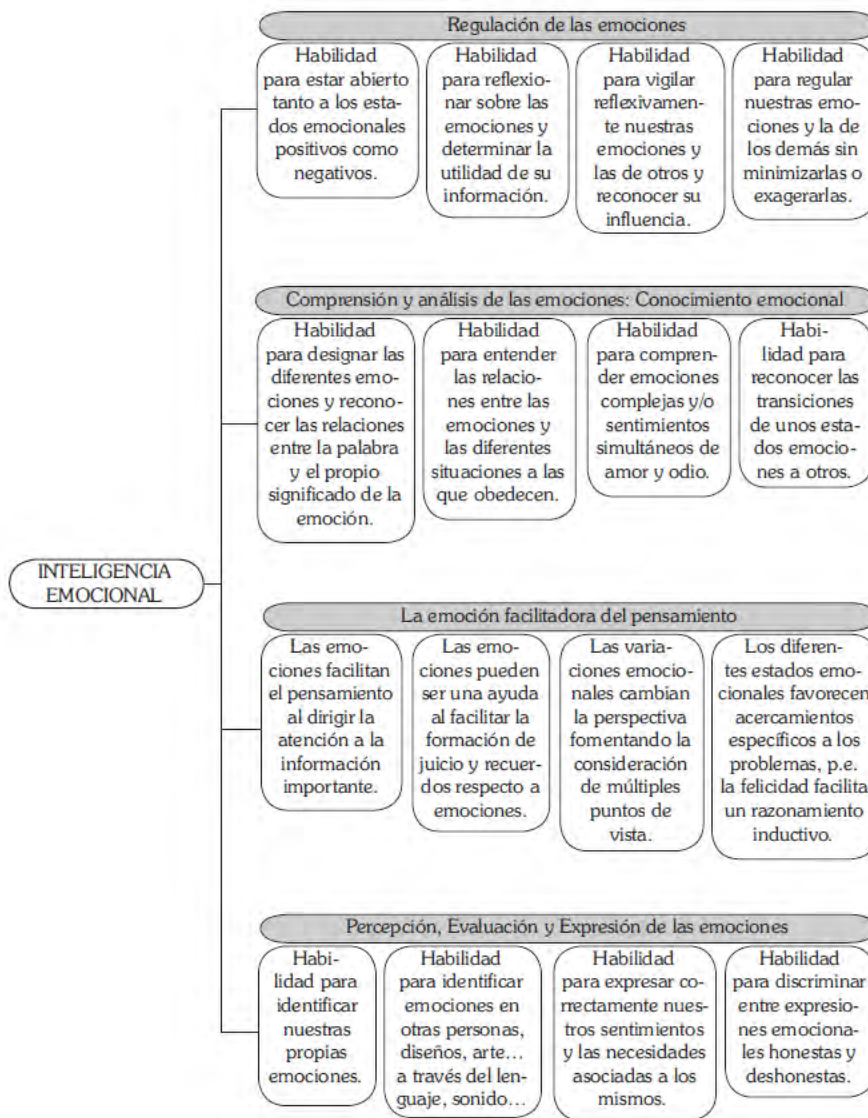 Regulación de las emociones
Habilidad
para estar abierto
tanto a los esta-
dos emocionales
positivos como
negativos.
Habilidad
para reflexio-
nar sobre las
emociones y
determinar la
utilidad de su
información.
Habilidad
para vigilar
reflexivamen-
te nuestras
emociones y
las de otros y
reconocer su
influencia.
Habilidad
para regular
nuestras emo-
ciones y la de
los demás sin
minimizarlas o
exagerarlas.
Comprensión y análisis de las emociones: Conocimiento emocional
Habilidad
para designar las
diferentes emo-
ciones y recono-
cer las relaciones
entre la palabra
y el propio
significado de la
emoción.
Habilidad
para entender
las relacio-
nes entre las
emociones y
las diferentes
situaciones a las
que obedecen.
Habilidad
para compren-
der emociones
complejas y/o
sentimientos
simultáneos de
amor y odio.
Habi-
lidad para
reconocer las
transiciones
de unos esta-
dos emocio-
nes a otros.
INTELIGENCIA
EMOCIONAL
La emoción facilitadora del pensamiento
Las emo-
ciones facilitan
el pensamiento
al dirigir la
atención a la
información
importante.
Las emo-
ciones pueden
ser una ayuda
al facilitar la
formación de
juicio y recuer-
dos respecto a
emociones.
Las varia-
ciones emocio-
nales cambian
la perspectiva
fomentando la
consideración
de múltiples
puntos de
vista.
Los diferen-
tes estados emo-
cionales favorecen
acercamientos
específicos a los
problemas, p.e.
la felicidad facilita
un razonamiento
inductivo.
Percepción, Evaluación y Expresión de las emociones
Habi-
lidad para
identificar
nuestras
propias
emociones.
Habilidad
para identificar
emociones en
otras personas,
diseños, arte…
a través del len-
guaje, sonido…
Habilidad
para expresar co-
rrectamente nues-
tros sentimientos
y las necesidades
asociadas a los
mismos.
Habilidad
para discriminar
entre expresio-
nes emociona-
les honestas y
deshonestas.